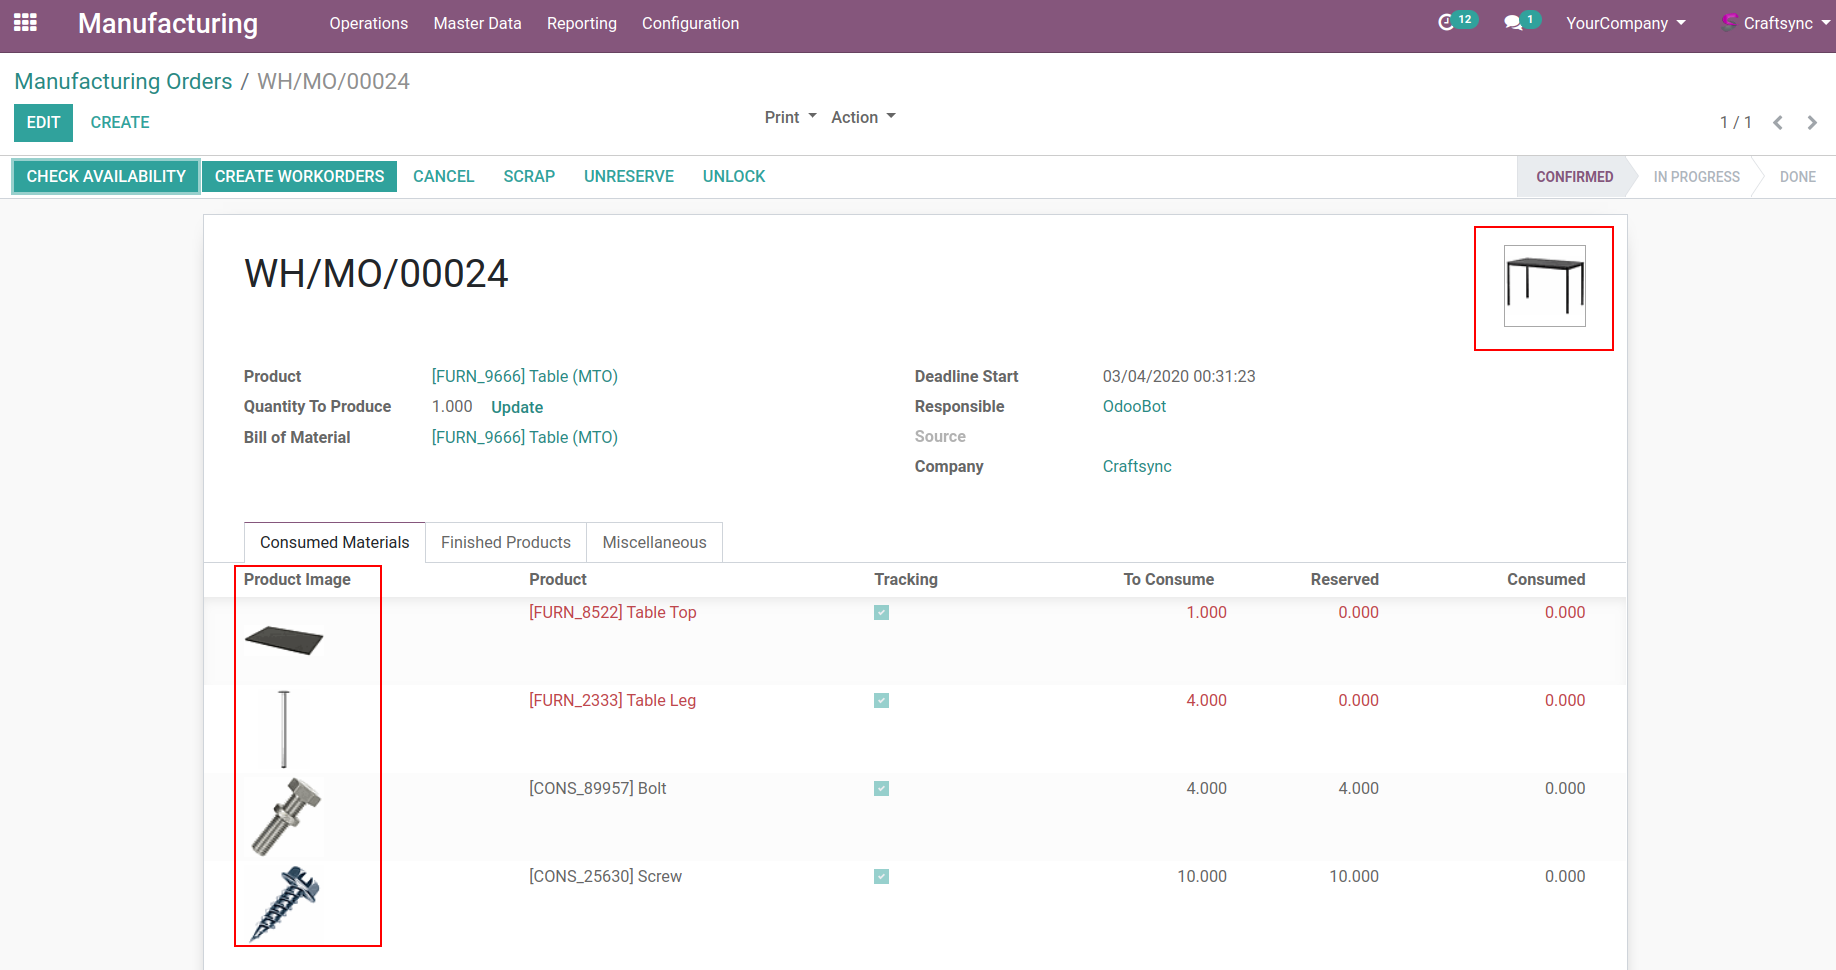 Manufacturing Operations Master Data Reporting Configuration 12 1 YourCompany Craftsync
Manufacturing Orders / WH/MO/00024
EDIT CREATE Print Action 1 / 1
CHECK AVAILABILITY CREATE WORKORDERS CANCEL SCRAP UNRESERVE UNLOCK CONFIRMED IN PROGRESS DONE
WH/MO/00024
Product [FURN_9666] Table (MTO) Deadline Start 03/04/2020 00:31:23
Quantity To Produce 1.000 Update Responsible OdooBot
Bill of Material [FURN_9666] Table (MTO) Source
Company Craftsync
Consumed Materials Finished Products Miscellaneous
Product Image Product Tracking To Consume Reserved Consumed
[FURN_8522] Table Top 1.000 0.000 0.000
[FURN_2333] Table Leg 4.000 0.000 0.000
[CONS_89957] Bolt 4.000 4.000 0.000
[CONS_25630] Screw 10.000 10.000 0.000